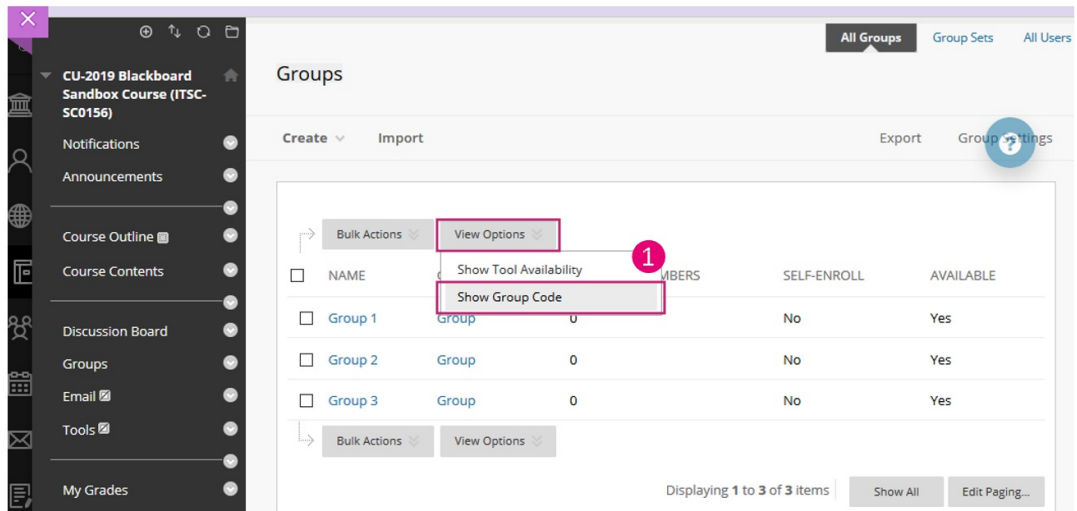 All Groups Group Sets All Users
CU-2019 Blackboard
Sandbox Course (ITSC-
SC0156)
Notifications
Announcements
Course Outline
Course Contents
Discussion Board
Groups
Email
Tools
My Grades
Groups
Create Import Export Group Settings
?
Bulk Actions View Options
1
Show Tool Availability
Show Group Code
NAME MBERS SELF-ENROLL AVAILABLE
Group 1 Group 0 No Yes
Group 2 Group 0 No Yes
Group 3 Group 0 No Yes
Bulk Actions View Options
Displaying 1 to 3 of 3 items Show All Edit Paging...